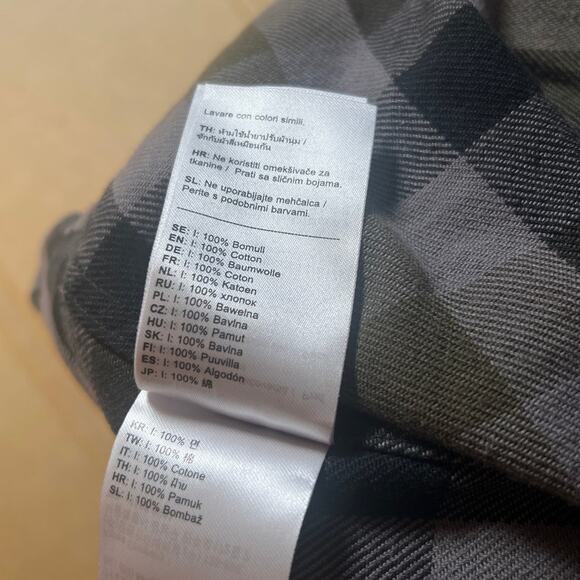 Lavare con colori simili.
TH: ห้ามใช้น้ำยาปรับผ้านุ่ม /
ซักกับผ้าสีเหมือนกัน
HR: Ne koristiti omekšivače za
tkanine / Prati sa sličnim bojama.
SL: Ne uporabljajte mehčalca /
Perite s podobnimi barvami.
SE: I: 100% Bomull
EN: I: 100% Cotton
DE: I: 100% Baumwolle
FR: I: 100% Coton
NL: I: 100% Katoen
RU: I: 100% хлопок
PL: I: 100% Bawełna
CZ: I: 100% Bavlna
HU: I: 100% Pamut
SK: I: 100% Bavlna
FI: I: 100% Puuvilla
ES: I: 100% Algodón
JP: I: 100% 綿
KR: I: 100% 면
TW: I: 100% 棉
IT: I: 100% Cotone
TH: I: 100% ฝ้าย
HR: I: 100% Pamuk
SL: I: 100% Bombaž